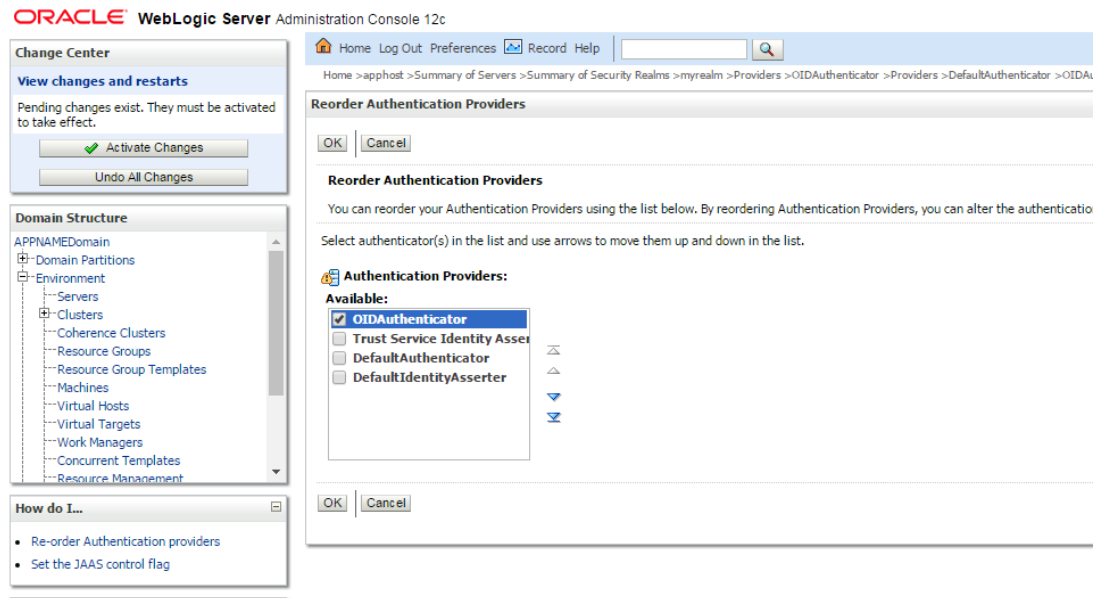 ORACLE WebLogic Server Administration Console 12c
Change Center
View changes and restarts
Pending changes exist. They must be activated
to take effect.
Activate Changes
Undo All Changes
Domain Structure
APPNAMEDomain
Domain Partitions
Environment
Servers
Clusters
Coherence Clusters
Resource Groups
Resource Group Templates
Machines
Virtual Hosts
Virtual Targets
Work Managers
Concurrent Templates
Resource Management
How do I...
Re-order Authentication providers
Set the JAAS control flag
Home Log Out Preferences Record Help
Home >apphost >Summary of Servers >Summary of Security Realms >myrealm >Providers >OIDAuthenticator >Providers >DefaultAuthenticator >OIDAu
Reorder Authentication Providers
OK Cancel
Reorder Authentication Providers
You can reorder your Authentication Providers using the list below. By reordering Authentication Providers, you can alter the authenticatio
Select authenticator(s) in the list and use arrows to move them up and down in the list.
Authentication Providers:
Available:
OIDAuthenticator
Trust Service Identity Asser
DefaultAuthenticator
DefaultIdentityAsserter
OK Cancel